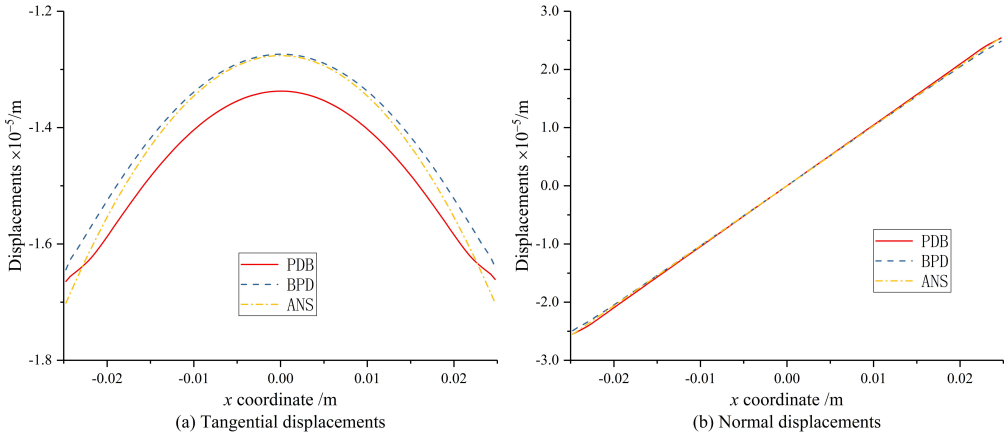 -1.2
-1.4
-1.6
-1.8
Displacements ×10⁻⁵/m
PDB
BPD
ANS
-0.02 -0.01 0.00 0.01 0.02
x coordinate /m
(a) Tangential displacements
3.0
2.0
1.0
0.0
-1.0
-2.0
-3.0
Displacements ×10⁻⁵/m
PDB
BPD
ANS
-0.02 -0.01 0.00 0.01 0.02
x coordinate /m
(b) Normal displacements